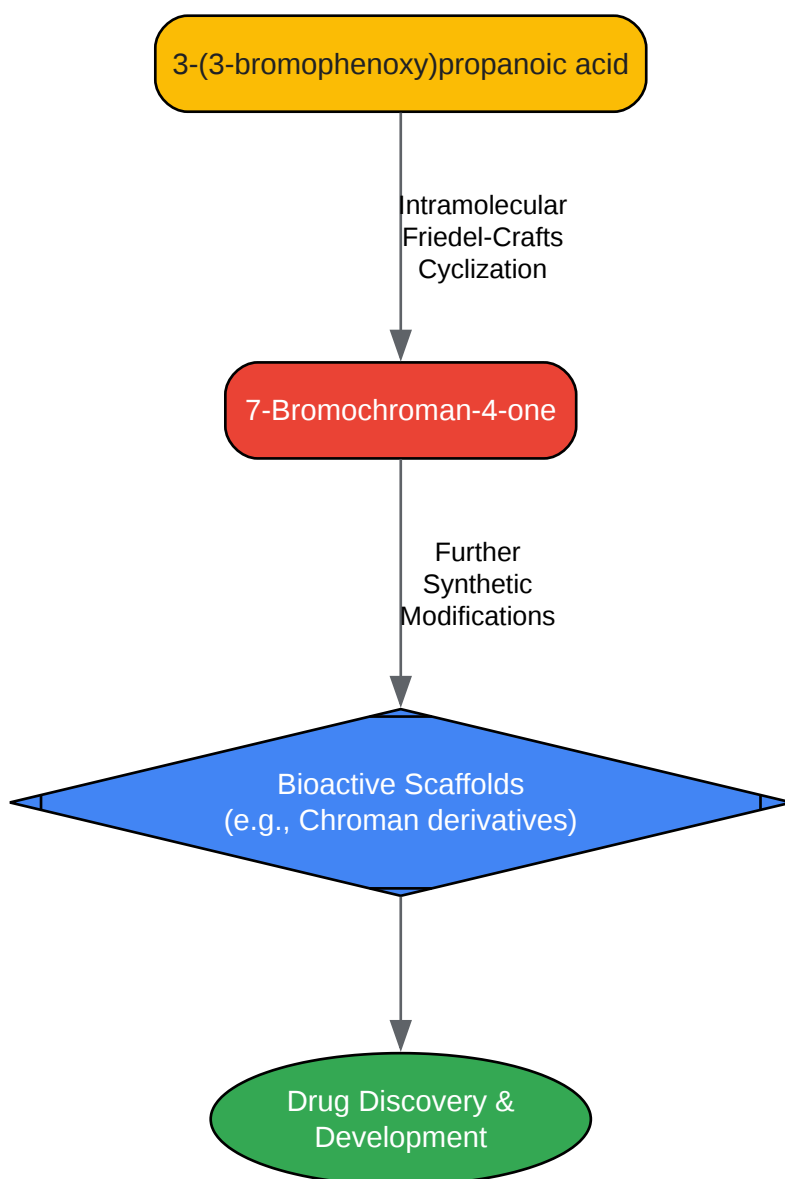 3-(3-bromophenoxy)propanoic acid
Intramolecular
Friedel-Crafts
Cyclization
7-Bromochroman-4-one
Further
Synthetic
Modifications
Bioactive Scaffolds
(e.g., Chroman derivatives)
Drug Discovery &
Development